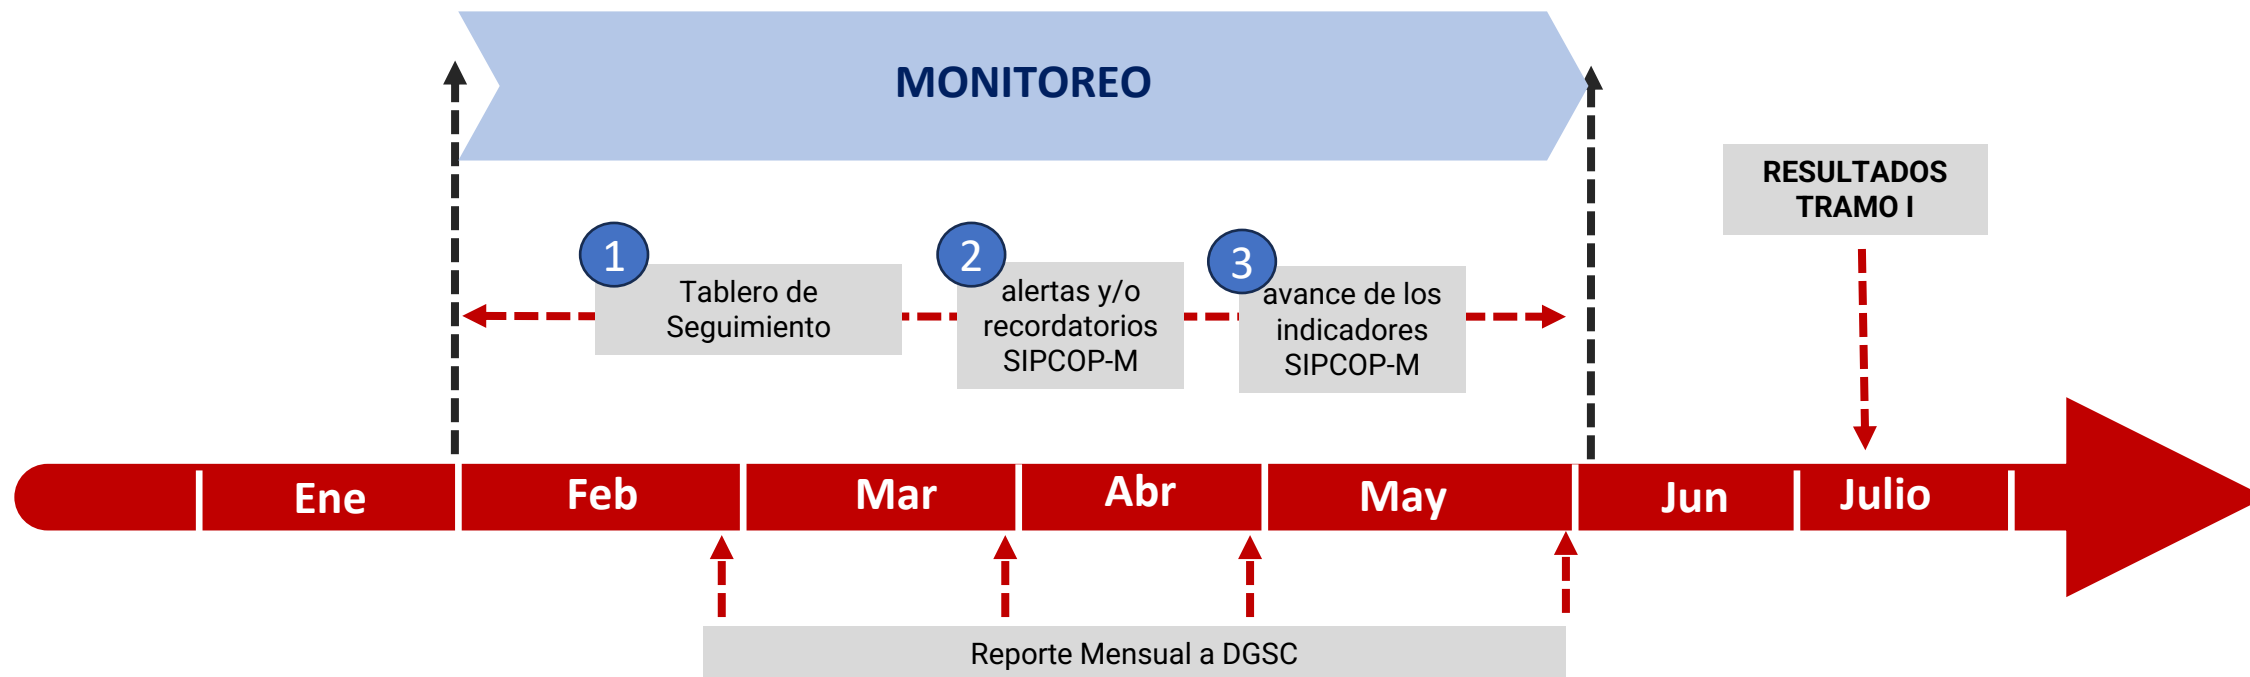 MONITOREO
RESULTADOS
TRAMO I
1
Tablero de
Seguimiento
2
alertas y/o
recordatorios
SIPCOP-M
3
avance de los
indicadores
SIPCOP-M
Ene
Feb
Mar
Abr
May
Jun
Julio
Reporte Mensual a DGSC